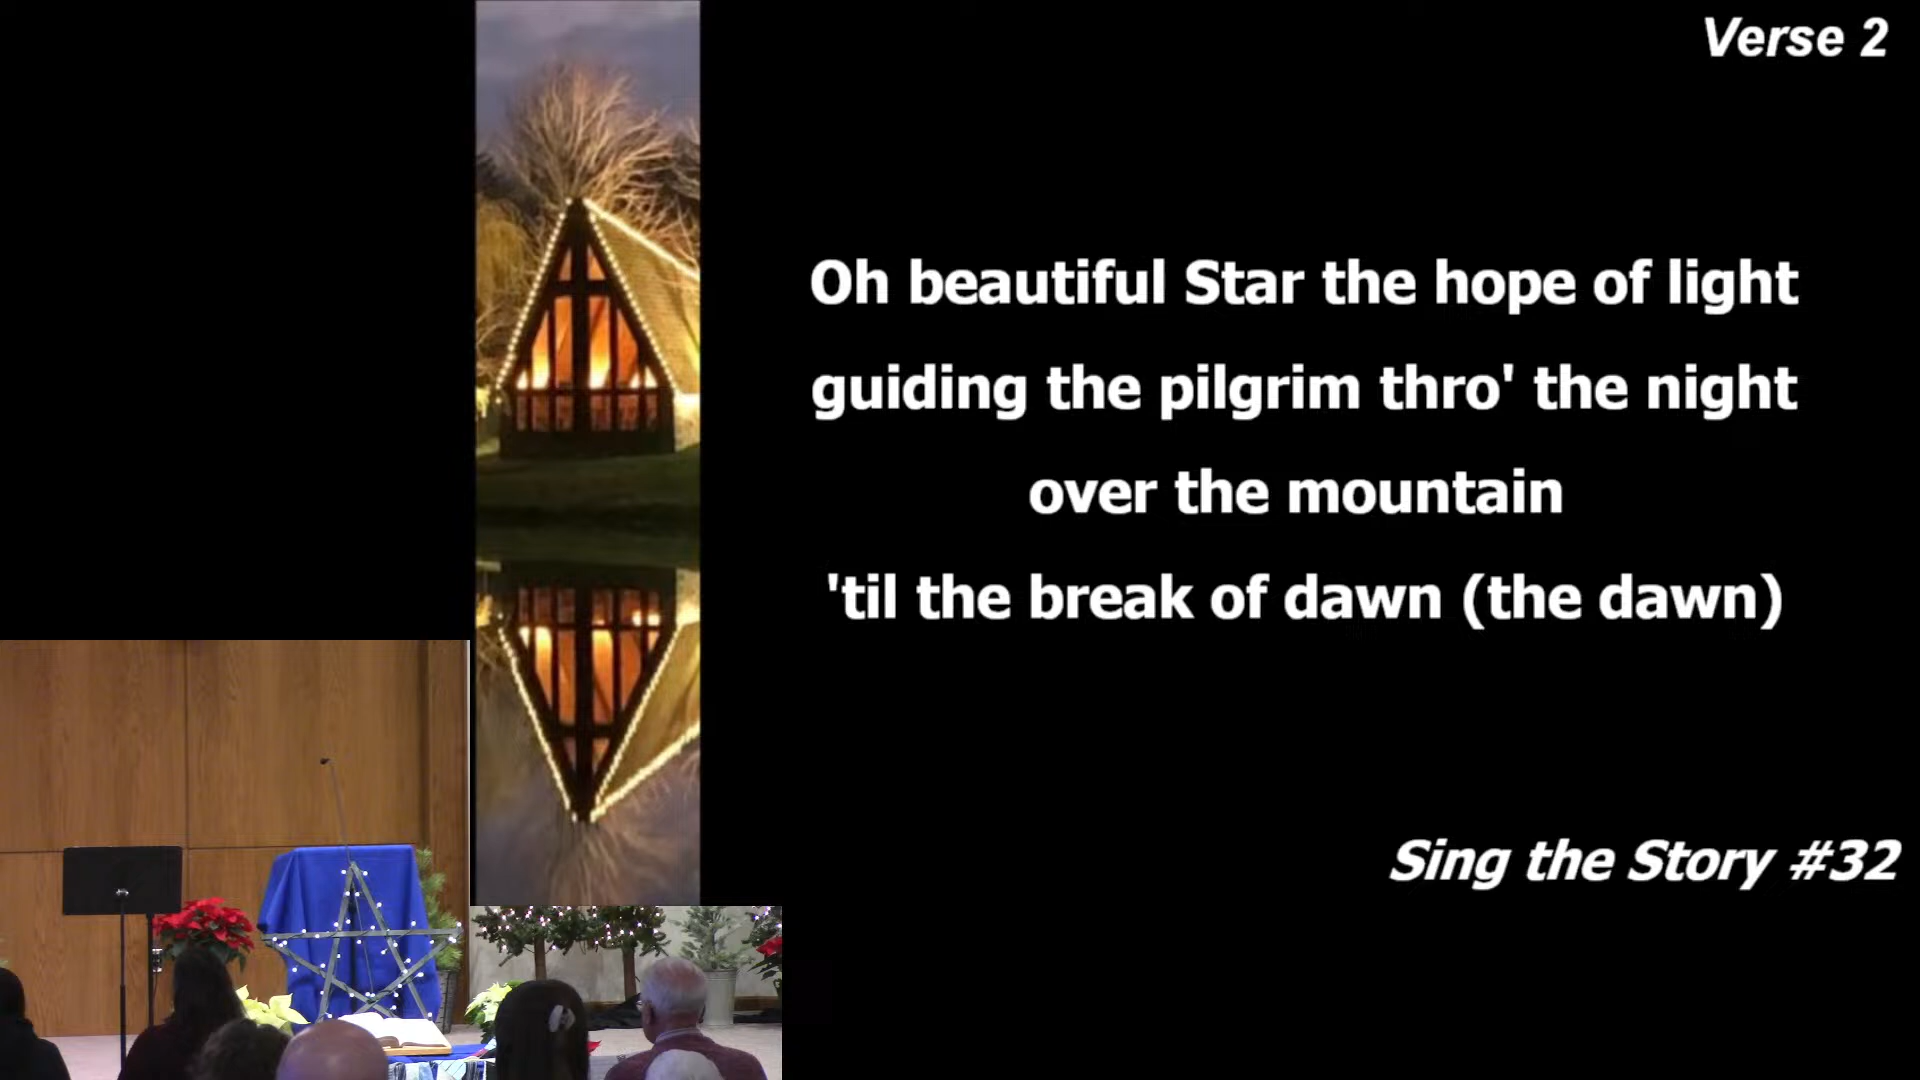 Verse 2
Oh beautiful Star the hope of light
guiding the pilgrim thro' the night
over the mountain
'til the break of dawn (the dawn)
Sing the Story #32